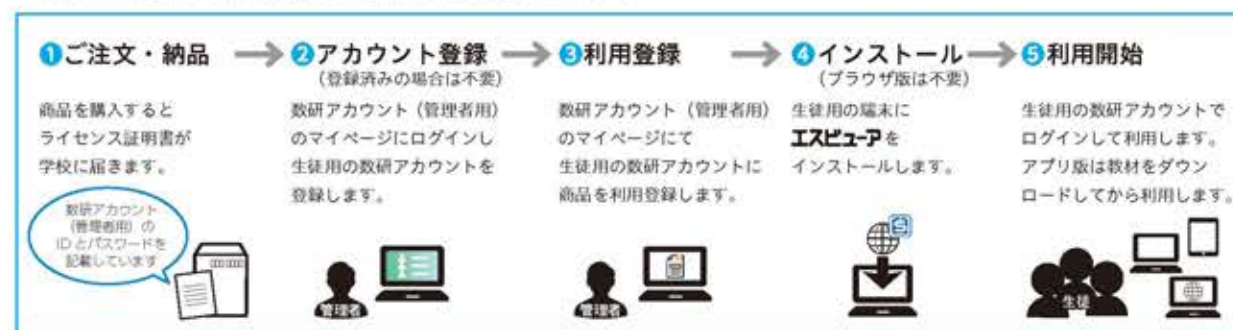 ❶ご注文・納品
商品を購入すると
ライセンス証明書が
学校に届きます。
数研アカウント
(管理者用)の
IDとパスワードを
記載しています
❷アカウント登録
(登録済みの場合は不要)
数研アカウント(管理者用)
のマイページにログインし
生徒用の数研アカウントを
登録します。
管理者
❸利用登録
数研アカウント(管理者用)
のマイページにて
生徒用の数研アカウントに
商品を利用登録します。
管理者
❹インストール
(ブラウザ版は不要)
生徒用の端末に
エスビューアを
インストールします。
S
❺利用開始
生徒用の数研アカウントで
ログインして利用します。
アプリ版は教材をダウン
ロードしてから利用します。
生徒